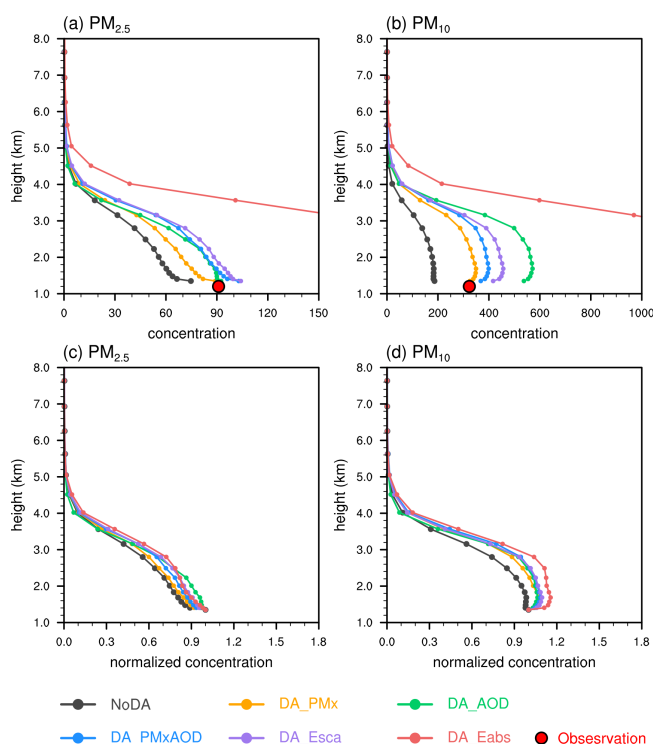 (a) PM2.5
(b) PM10
8.0 8.0
7.0 7.0
6.0 6.0
5.0 5.0
4.0 4.0
3.0 3.0
2.0 2.0
1.0 1.0
height (km) height (km)
0 30 60 90 120 150
0 200 400 600 800 1000
concentration concentration
(c) PM2.5
(d) PM10
8.0 8.0
7.0 7.0
6.0 6.0
5.0 5.0
4.0 4.0
3.0 3.0
2.0 2.0
1.0 1.0
height (km) height (km)
0.0 0.3 0.6 0.9 1.2 1.5 1.8
0.0 0.3 0.6 0.9 1.2 1.5 1.8
normalized concentration normalized concentration
NoDA DA_PMx DA_AOD
DA_PMxAOD DA_Esca DA_Eabs Obsesrvation